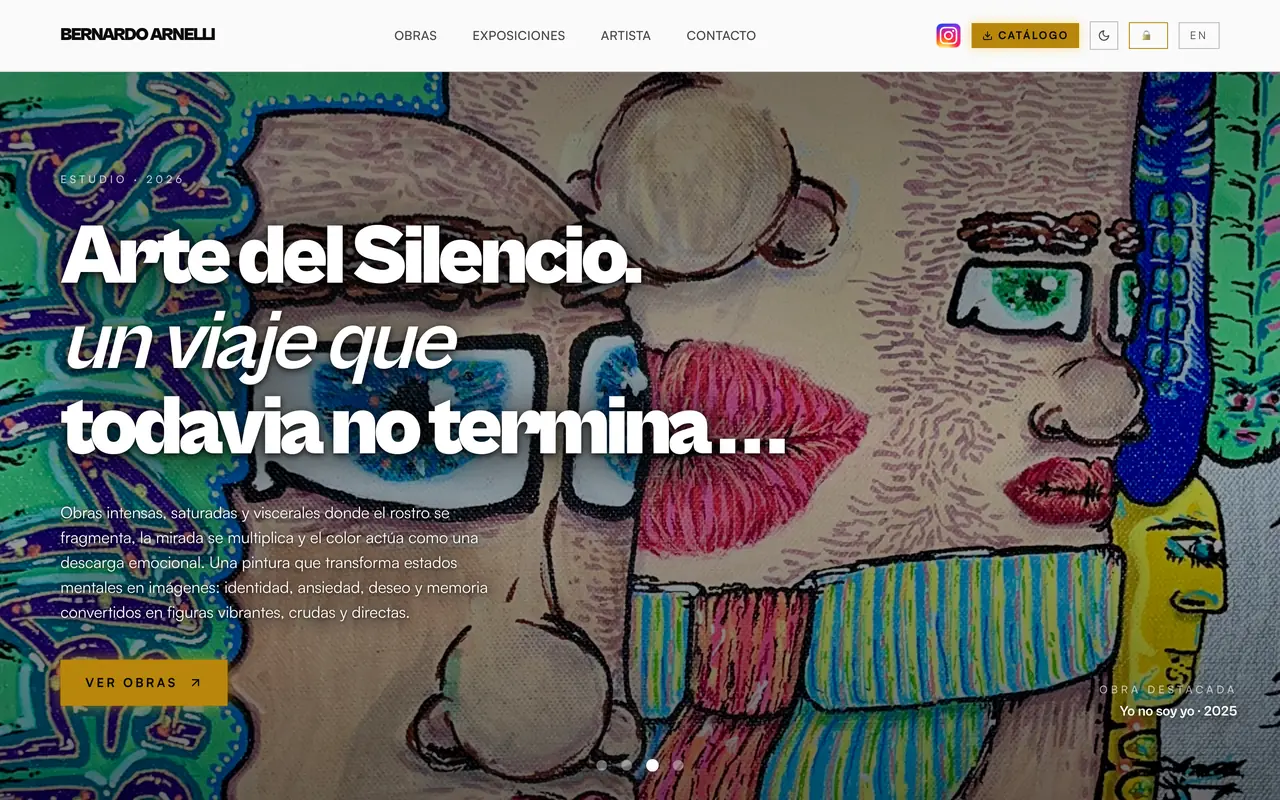 BERNARDO ARNELLI
OBRAS
EXPOSICIONES
ARTISTA
CONTACTO
CATÁLOGO
EN
ESTUDIO · 2026
Arte del Silencio.
un viaje que
todavia no termina...
Obras intensas, saturadas y viscerales donde el rostro se
fragmenta, la mirada se multiplica y el color actúa como una
descarga emocional. Una pintura que transforma estados
mentales en imágenes: identidad, ansiedad, deseo y memoria
convertidos en figuras vibrantes, crudas y directas.
VER OBRAS
OBRA DESTACADA
Yo no soy yo · 2025